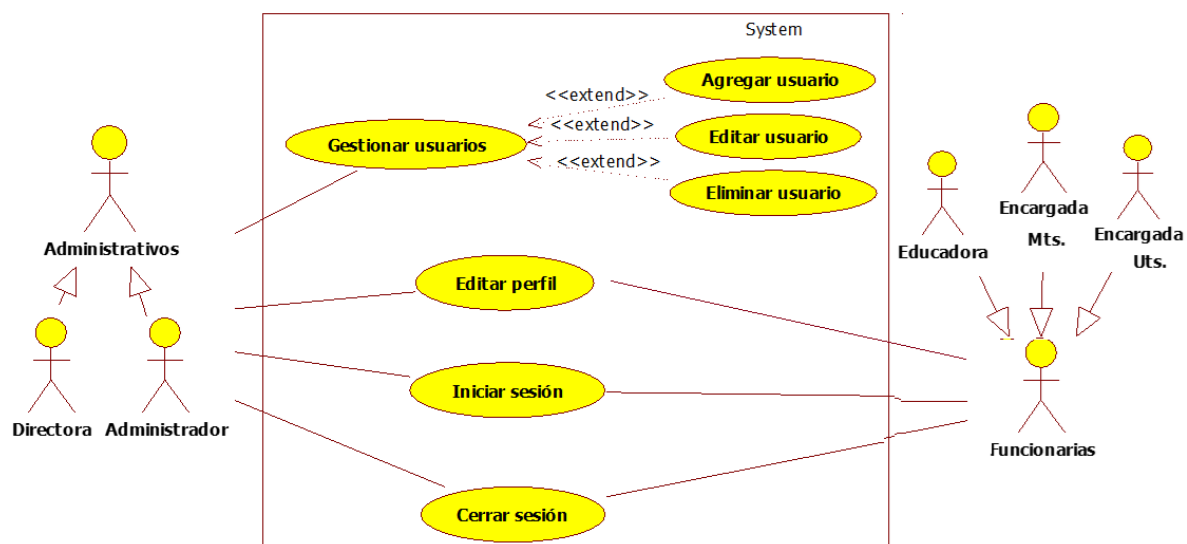 System
Agregar usuario
<<extend>>
Gestionar usuarios
<<extend>>
Editar usuario
<<extend>>
Eliminar usuario
Administrativos
Educadora
Encargada
Mts.
Encargada
Uts.
Editar perfil
Directora
Administrador
Iniciar sesión
Funcionarias
Cerrar sesión